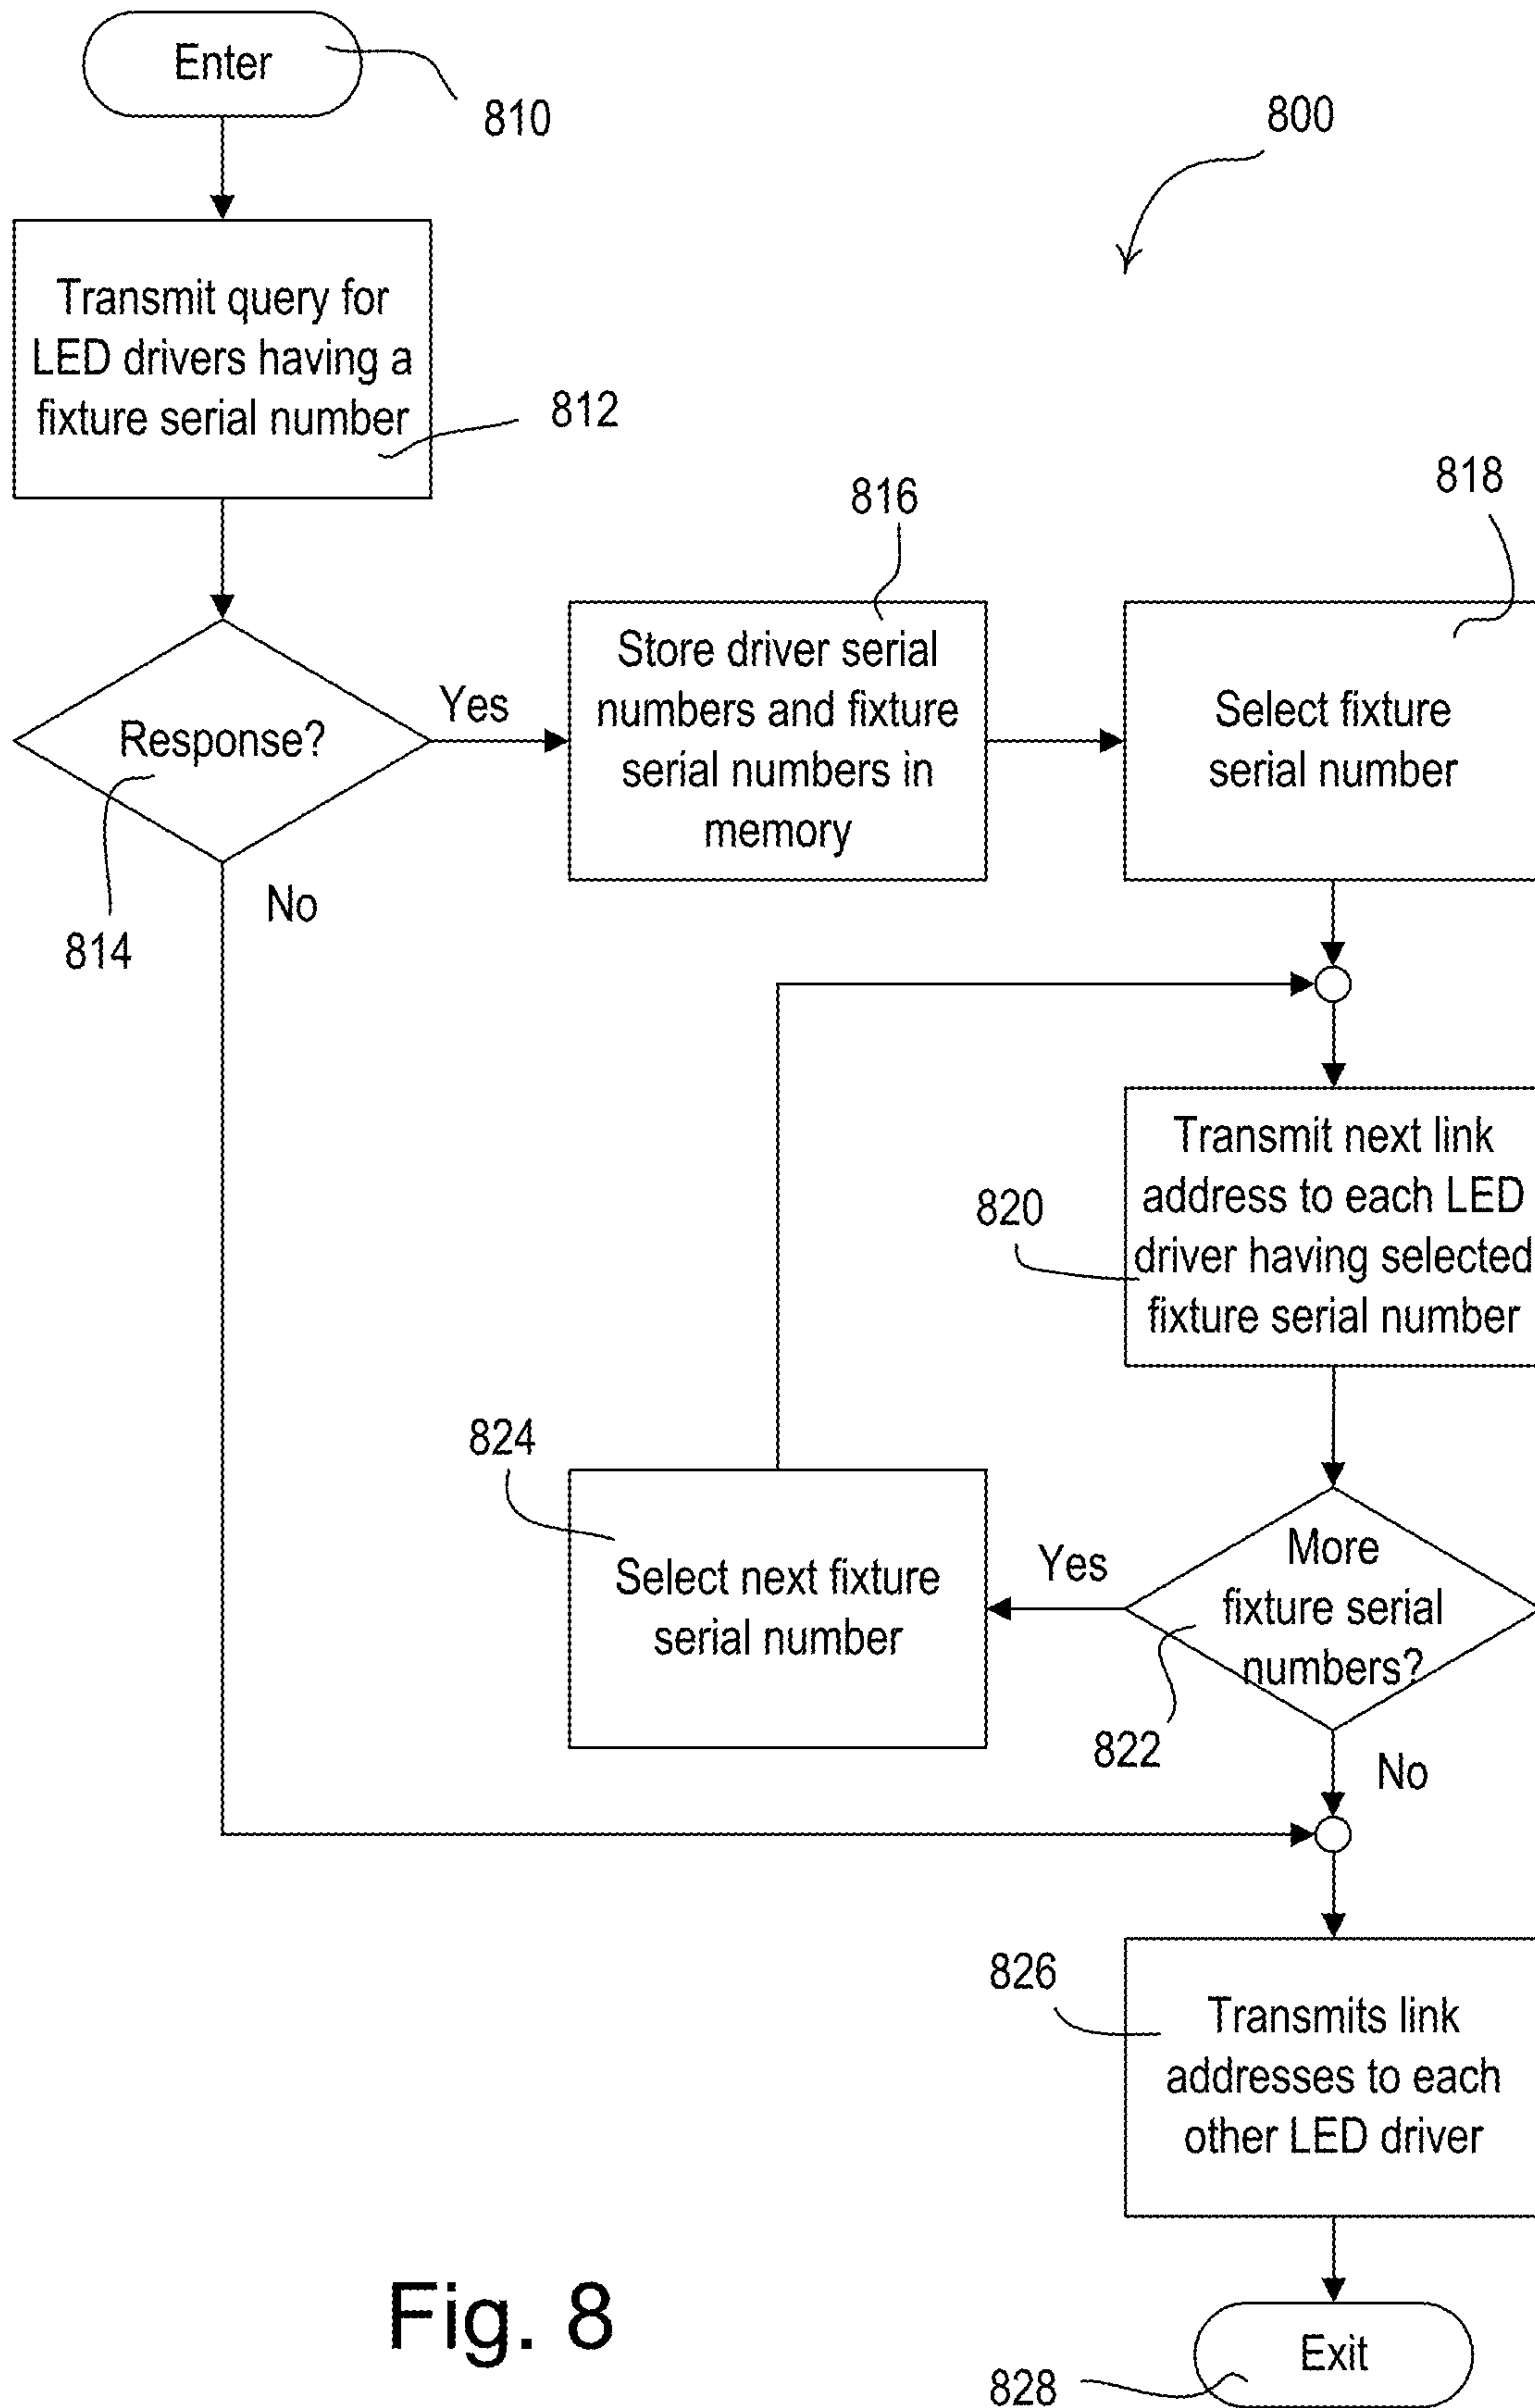 Enter
810
800
Transmit query for
LED drivers having a
fixture serial number
812
816
818
Response?
Yes
Store driver serial
numbers and fixture
serial numbers in
memory
Select fixture
serial number
814
No
Transmit next link
address to each LED
driver having selected
fixture serial number
820
824
Select next fixture
serial number
Yes
More
fixture serial
numbers?
822
No
826
Transmits link
addresses to each
other LED driver
Exit
828
Fig. 8